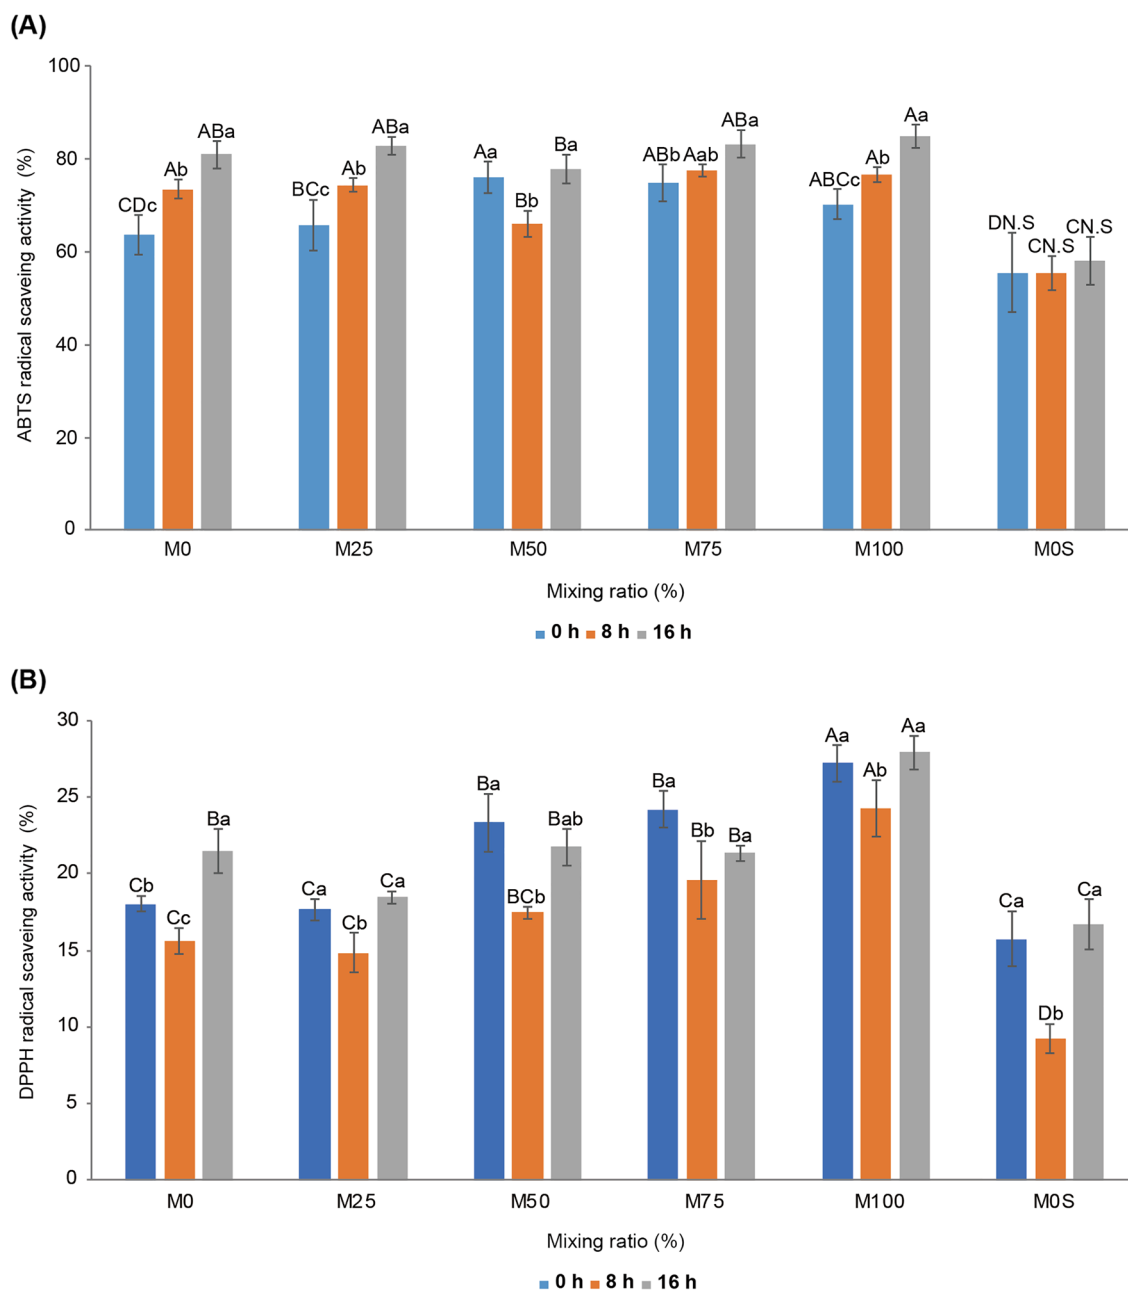 (A)
ABTS radical scaveing activity (%)
100
80
60
40
20
0
CDc Ab ABa
BCc Ab ABa
Aa Bb Ba
ABb Aab ABa
ABCc Ab Aa
DN.S CN.S CN.S
M0 M25 M50 M75 M100 M0S
Mixing ratio (%)
0 h 8 h 16 h
(B)
DPPH radical scaveing activity (%)
30
25
20
15
10
5
0
Cb Cc Ba
Ca Cb Ca
Ba BCb Bab
Ba Bb Ba
Aa Ab Aa
Ca Db Ca
M0 M25 M50 M75 M100 M0S
Mixing ratio (%)
0 h 8 h 16 h